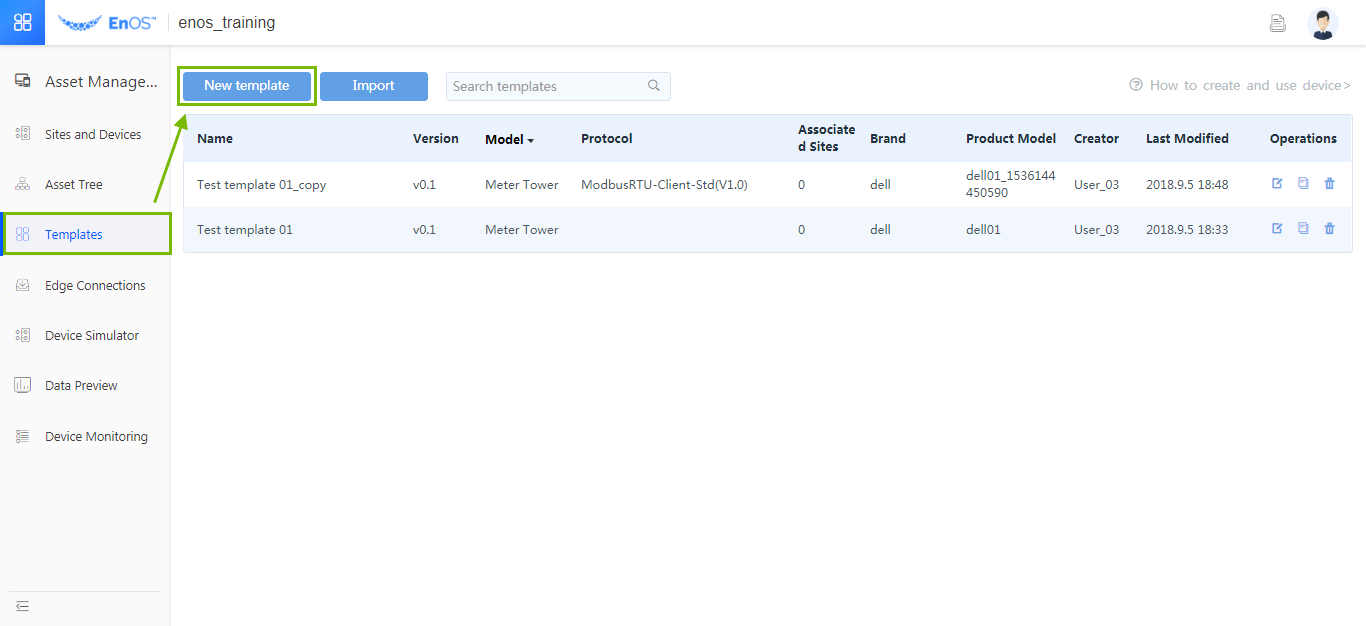 EnOS™ enos_training
Asset Manage...
Sites and Devices
Asset Tree
Templates
Edge Connections
Device Simulator
Data Preview
Device Monitoring
New template Import Search templates How to create and use device>
Name Version Model Protocol Associate
d Sites Brand Product Model Creator Last Modified Operations
Test template 01_copy v0.1 Meter Tower ModbusRTU-Client-Std(V1.0) 0 dell dell01_1536144
450590 User_03 2018.9.5 18:48
Test template 01 v0.1 Meter Tower 0 dell dell01 User_03 2018.9.5 18:33